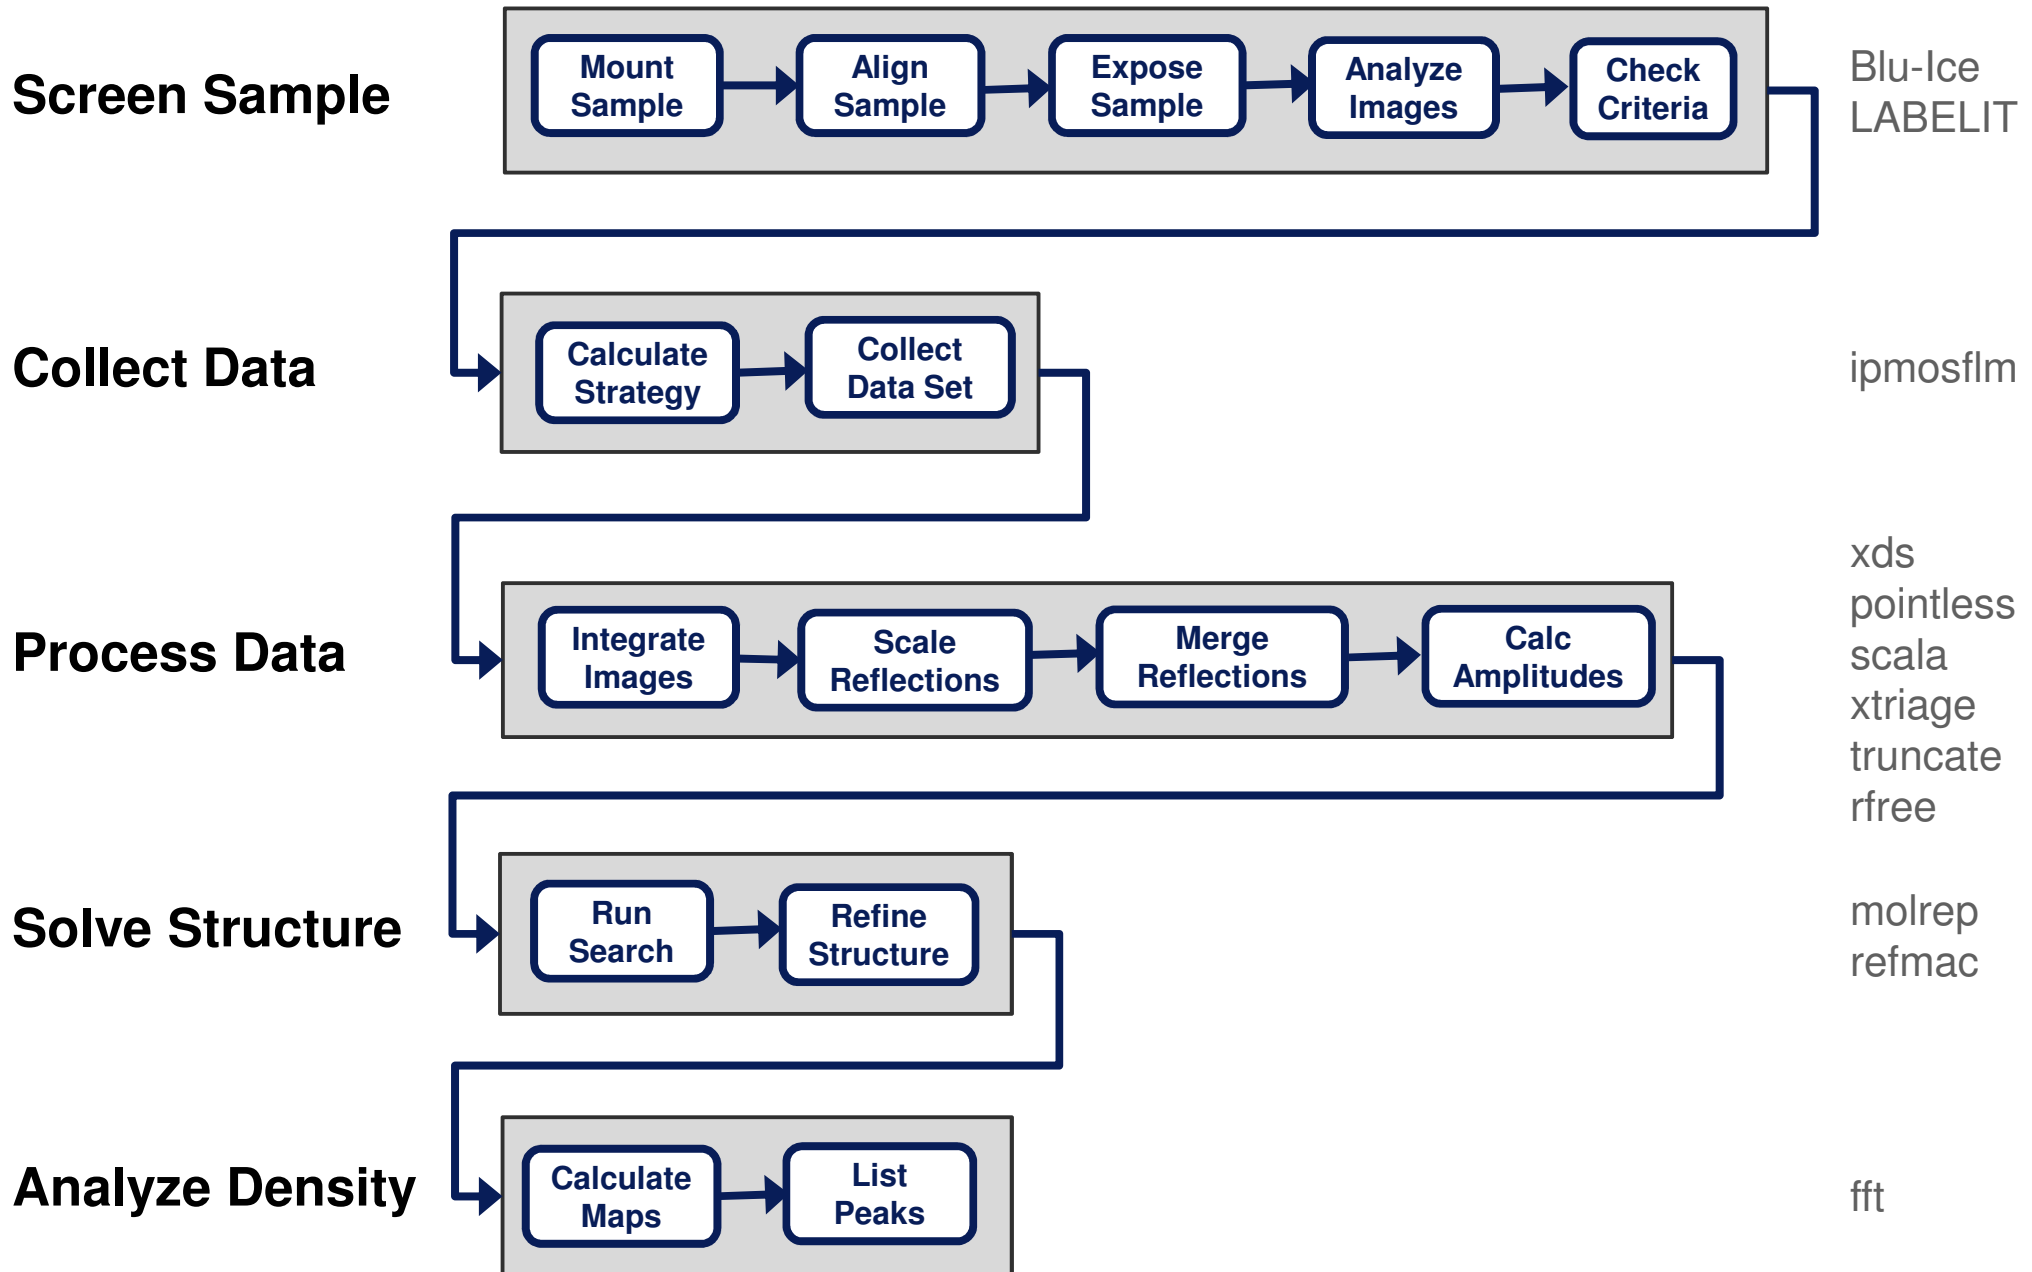 Screen Sample
Mount
Sample
Align
Sample
Expose
Sample
Analyze
Images
Check
Criteria
Blu-Ice
LABELIT
Collect Data
Calculate
Strategy
Collect
Data Set
ipmosflm
Process Data
Integrate
Images
Scale
Reflections
Merge
Reflections
Calc
Amplitudes
xds
pointless
scala
xtriage
truncate
rfree
Solve Structure
Run
Search
Refine
Structure
molrep
refmac
Analyze Density
Calculate
Maps
List
Peaks
fft